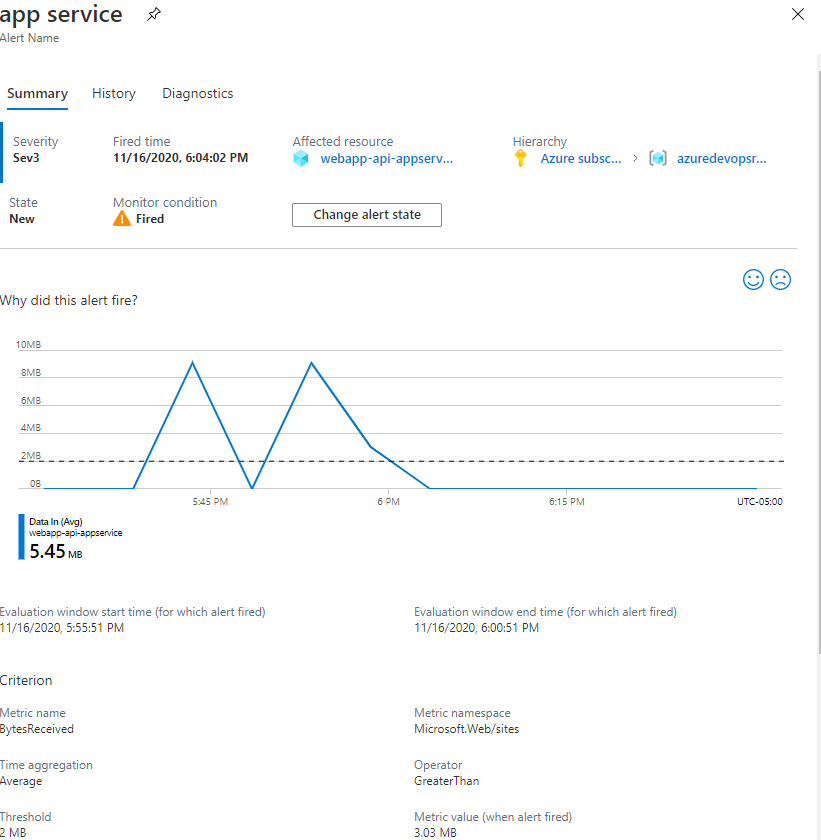 app service
Alert Name
Summary History Diagnostics
Severity Fired time Affected resource Hierarchy
Sev3 11/16/2020, 6:04:02 PM webapp-api-appserv... Azure subsc... > azuredevopsr...
State Monitor condition
New Fired Change alert state
Why did this alert fire?
10MB
8MB
6MB
4MB
2MB
0B
5:45 PM 6 PM 6:15 PM UTC-05:00
Data In (Avg)
webapp-api-appservice
5.45 MB
Evaluation window start time (for which alert fired) Evaluation window end time (for which alert fired)
11/16/2020, 5:55:51 PM 11/16/2020, 6:00:51 PM
Criterion
Metric name Metric namespace
BytesReceived Microsoft.Web/sites
Time aggregation Operator
Average GreaterThan
Threshold Metric value (when alert fired)
2 MB 3.03 MB